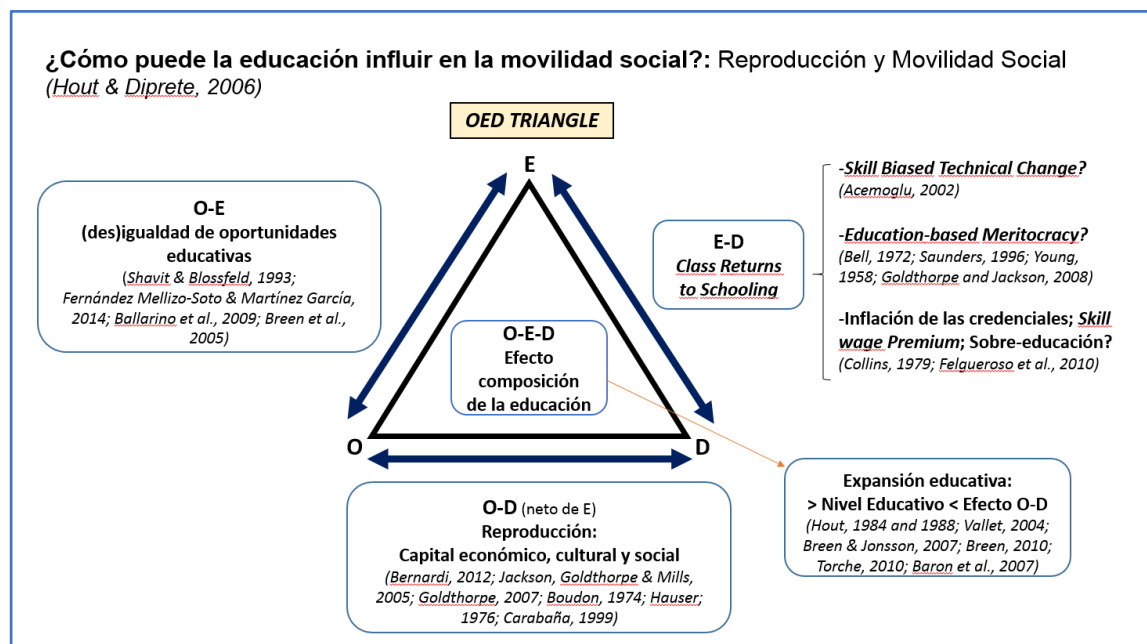 ¿Cómo puede la educación influir en la movilidad social?: Reproducción y Movilidad Social
(Hout & Diprete, 2006)
OED TRIANGLE
E
O-E
(des)igualdad de oportunidades
educativas
(Shavit & Blossfeld, 1993;
Fernández Mellizo-Soto & Martínez García,
2014; Ballarino et al., 2009; Breen et al.,
2005)
E-D
Class Returns
to Schooling
-Skill Biased Technical Change?
(Acemoglu, 2002)
-Education-based Meritocracy?
(Bell, 1972; Saunders, 1996; Young,
1958; Goldthorpe and Jackson, 2008)
-Inflación de las credenciales; Skill
wage Premium; Sobre-educación?
(Collins, 1979; Felgueroso et al., 2010)
O-E-D
Efecto
composición
de la educación
O
D
O-D (neto de E)
Reproducción:
Capital económico, cultural y social
(Bernardi, 2012; Jackson, Goldthorpe & Mills,
2005; Goldthorpe, 2007; Boudon, 1974; Hauser;
1976; Carabaña, 1999)
Expansión educativa:
> Nivel Educativo < Efecto O-D
(Hout, 1984 and 1988; Vallet, 2004;
Breen & Jonsson, 2007; Breen, 2010;
Torche, 2010; Baron et al., 2007)